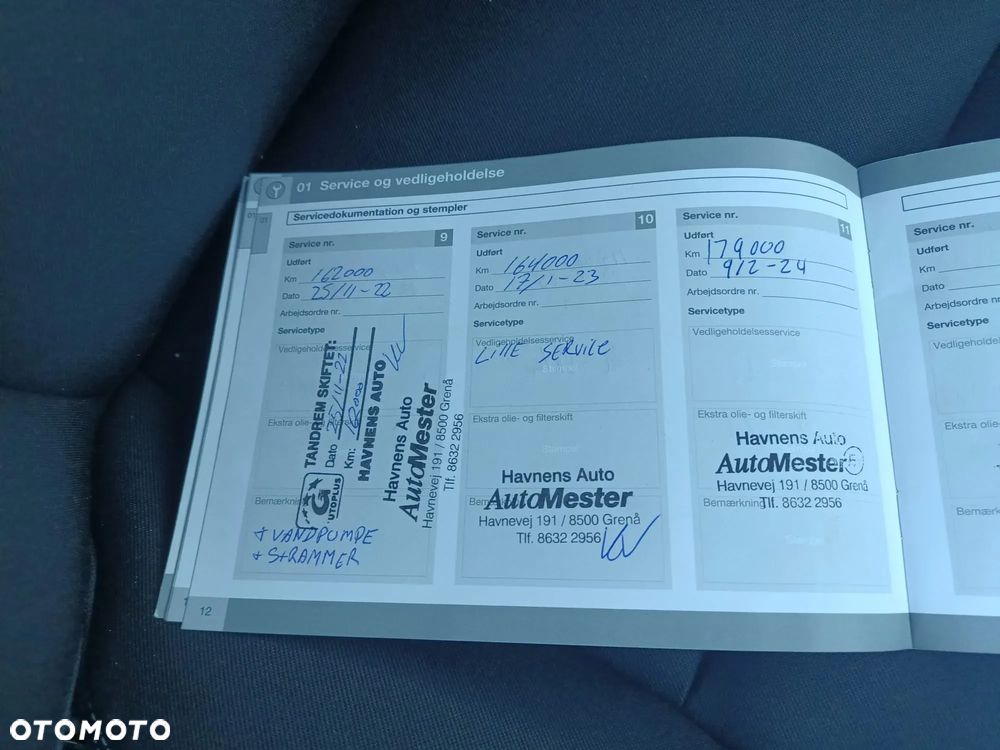 01 Service og vedligeholdelse
Servicedokumentation og stempler
Service nr. 9
Udført
Km 162000
Dato 25/11-22
Arbejdsordre nr.
Servicetype
Vedligeholdelsesservice
TANDREM SKIFTET:
Dato 25/11-22
Km: 162000
HAVNENS AUTO
AUTOPLUS
Havnens Auto
AutoMester
Havnevej 191 / 8500 Grenå
Tlf. 8632 2956
Ekstra olie-
Bemærkning
+ VANDPUMPE
+ STRAMMER
Service nr. 10
Udført
Km 164000
Dato 17/1-23
Arbejdsordre nr.
Servicetype
Vedligeholdelsesservice
LILLE SERVICE
Stempel
Ekstra olie- og filterskift
Stempel
Havnens Auto
AutoMester
Havnevej 191 / 8500 Grenå
Tlf. 8632 2956
Service nr. 11
Udført
Km 179000
Dato 9/2-24
Arbejdsordre nr.
Servicetype
Vedligeholdelsesservice
Stempel
Ekstra olie- og filterskift
Havnens Auto
AutoMester
Havnevej 191 / 8500 Grenå
Bemærkning Tlf. 8632 2956
Stempel
12
Service nr.
Udført
Km
Dato
Arbejdsordre nr.
Servicetype
Vedligehold
Ekstra olie-
Bemærk
OTOMOTO